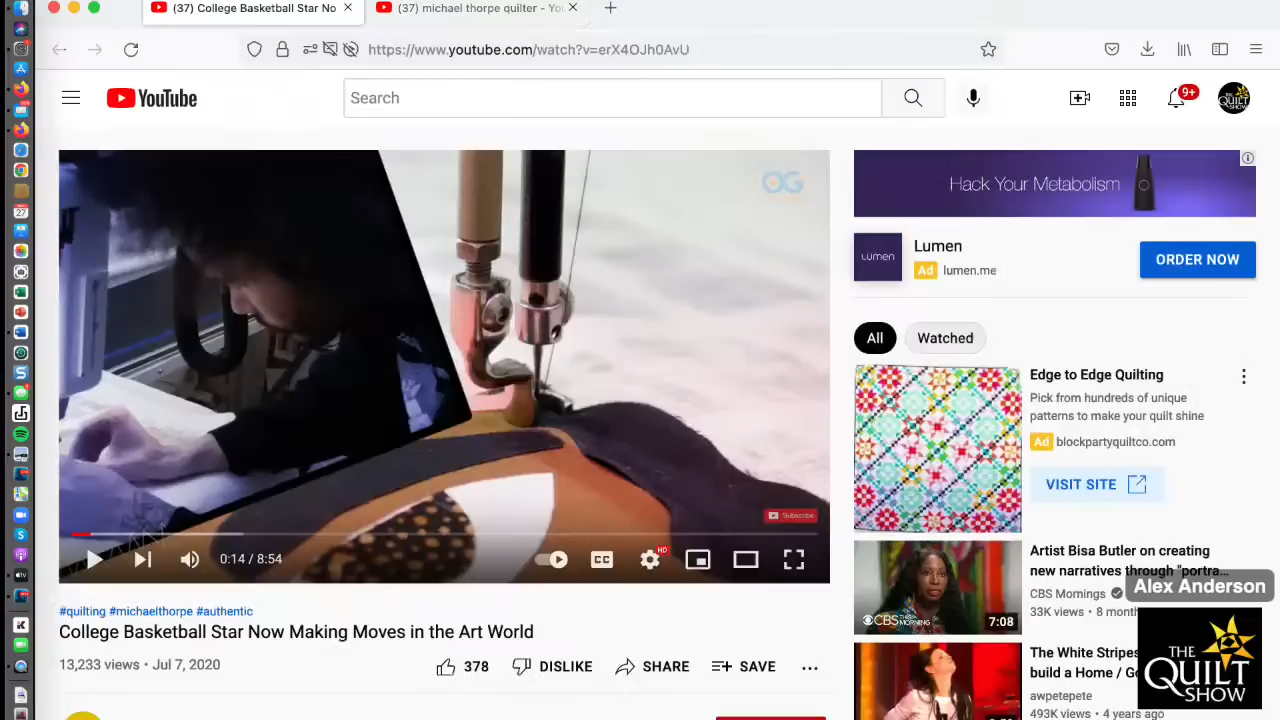 (37) College Basketball Star No
(37) michael thorpe quilter - You
https://www.youtube.com/watch?v=erX4OJh0AvU
YouTube
Search
9+
THE
QUILT
SHOW
OG
Subscribe
0:14 / 8:54
CC
HD
#quilting #michaelthorpe #authentic
College Basketball Star Now Making Moves in the Art World
13,233 views • Jul 7, 2020
378
DISLIKE
SHARE
SAVE
Hack Your Metabolism
Lumen
Lumen
Ad lumen.me
ORDER NOW
All
Watched
Edge to Edge Quilting
Pick from hundreds of unique
patterns to make your quilt shine
Ad blockpartyquiltco.com
VISIT SITE
CBS MORNINGS
7:08
Artist Bisa Butler on creating
new narratives through "portra...
CBS Mornings
33K views • 8 month
Alex Anderson
The White Stripes
build a Home / Go
awpetepete
493K views • 4 years ago
THE
QUILT
SHOW
27